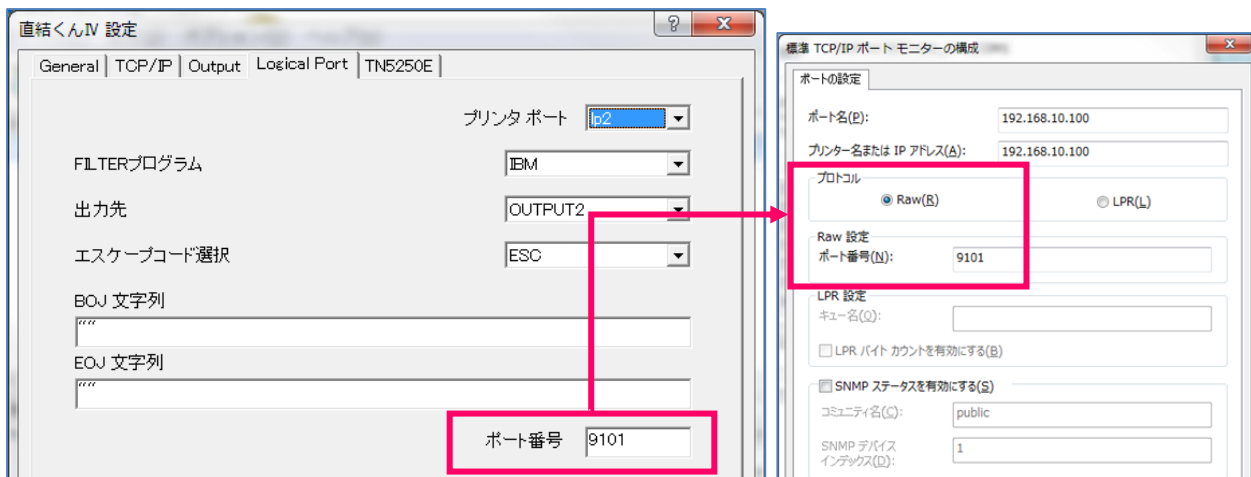 直結くんⅣ 設定
General
TCP/IP
Output
Logical Port
TN5250E
プリンタ ポート
lp2
FILTERプログラム
IBM
出力先
OUTPUT2
エスケープコード選択
ESC
BOJ 文字列
""
EOJ 文字列
""
ポート番号
9101
標準 TCP/IP ポート モニターの構成
ポートの設定
ポート名(P):
192.168.10.100
プリンター名または IP アドレス(A):
192.168.10.100
プロトコル
Raw(R)
LPR(L)
Raw 設定
ポート番号(N):
9101
LPR 設定
キュー名(Q):
LPR バイト カウントを有効にする(B)
SNMP ステータスを有効にする(S)
コミュニティ名(C):
public
SNMP デバイス
インデックス(D):
1